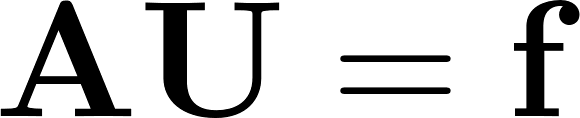 AU = f